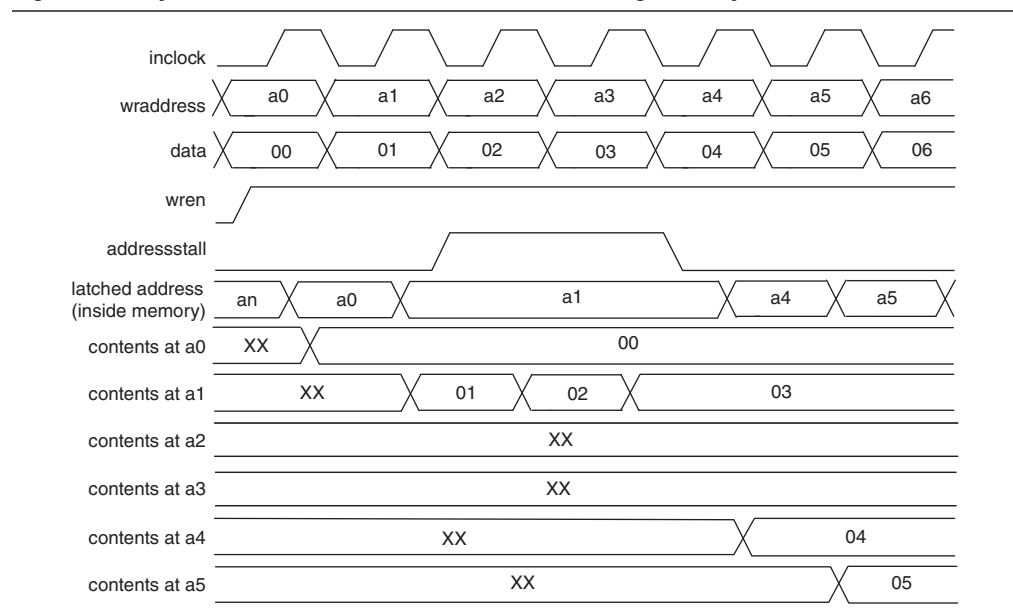 inclock
wraddress a0 a1 a2 a3 a4 a5 a6
data 00 01 02 03 04 05 06
wren
addressstall
latched address
(inside memory) an a0 a1 a4 a5
contents at a0 XX 00
contents at a1 XX 01 02 03
contents at a2 XX
contents at a3 XX
contents at a4 XX 04
contents at a5 XX 05